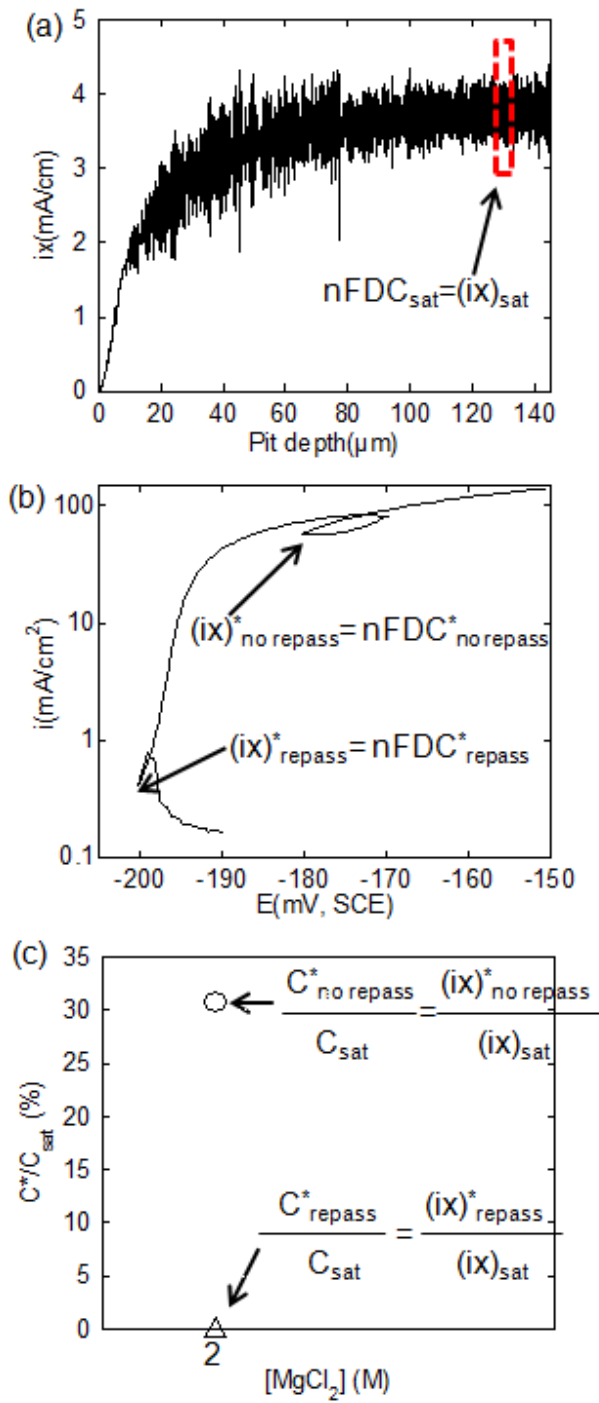 (a)
5
4
3
2
1
0
ix(mA/cm)
nFDCsat=(ix)sat
0 20 40 60 80 100 120 140
Pit depth(μm)
(b)
100
10
1
0.1
i(mA/cm²)
(ix)*no repass=nFDC*no repass
(ix)*repass=nFDC*repass
-200 -190 -180 -170 -160 -150
E(mV, SCE)
(c)
35
30
25
20
15
10
5
0
C*/Csat (%)
C*no repass = (ix)*no repass
Csat (ix)sat
C*repass = (ix)*repass
Csat (ix)sat
2
[MgCl₂] (M)